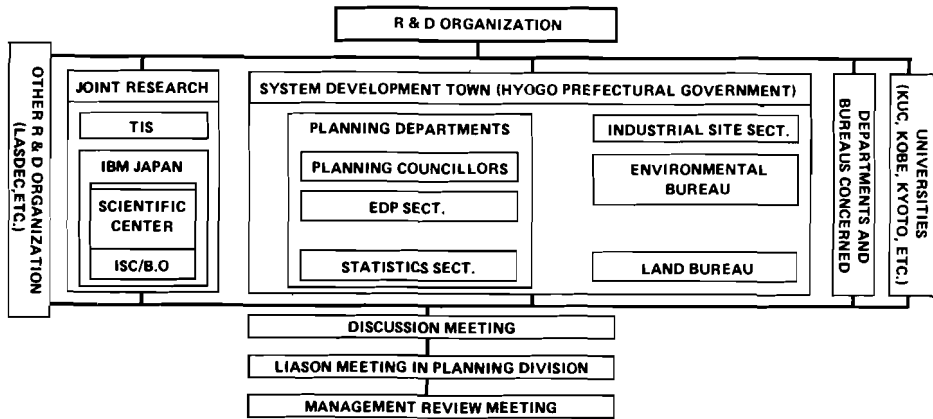 R & D ORGANIZATION
OTHER R & D ORGANIZATION
(LASDEC,ETC.)
JOINT RESEARCH
TIS
IBM JAPAN
SCIENTIFIC
CENTER
ISC/B.O
SYSTEM DEVELOPMENT TOWN (HYOGO PREFECTURAL GOVERNMENT)
PLANNING DEPARTMENTS
PLANNING COUNCILLORS
EDP SECT.
STATISTICS SECT.
INDUSTRIAL SITE SECT.
ENVIRONMENTAL
BUREAU
LAND BUREAU
DEPARTMENTS AND
BUREAUS CONCERNED
UNIVERSITIES
(KUC, KOBE, KYOTO, ETC.)
DISCUSSION MEETING
LIASON MEETING IN PLANNING DIVISION
MANAGEMENT REVIEW MEETING